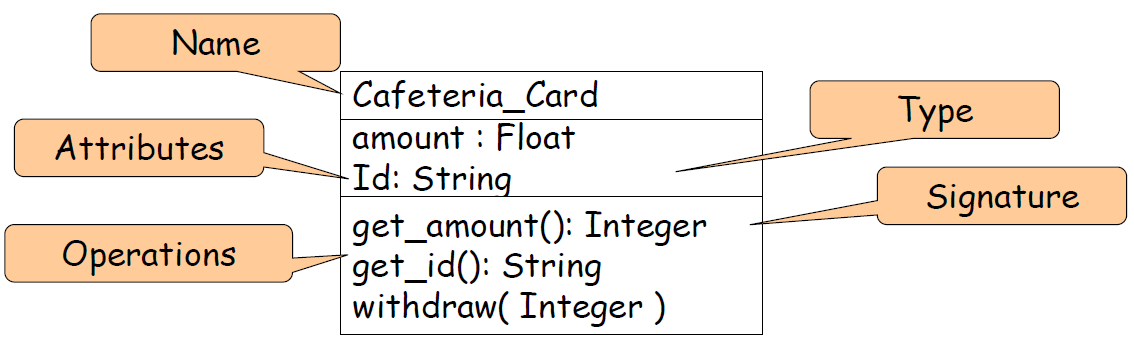 Name
Cafeteria_Card
Type
amount : Float
Attributes
Id: String
Signature
get_amount(): Integer
Operations
get_id(): String
withdraw( Integer )